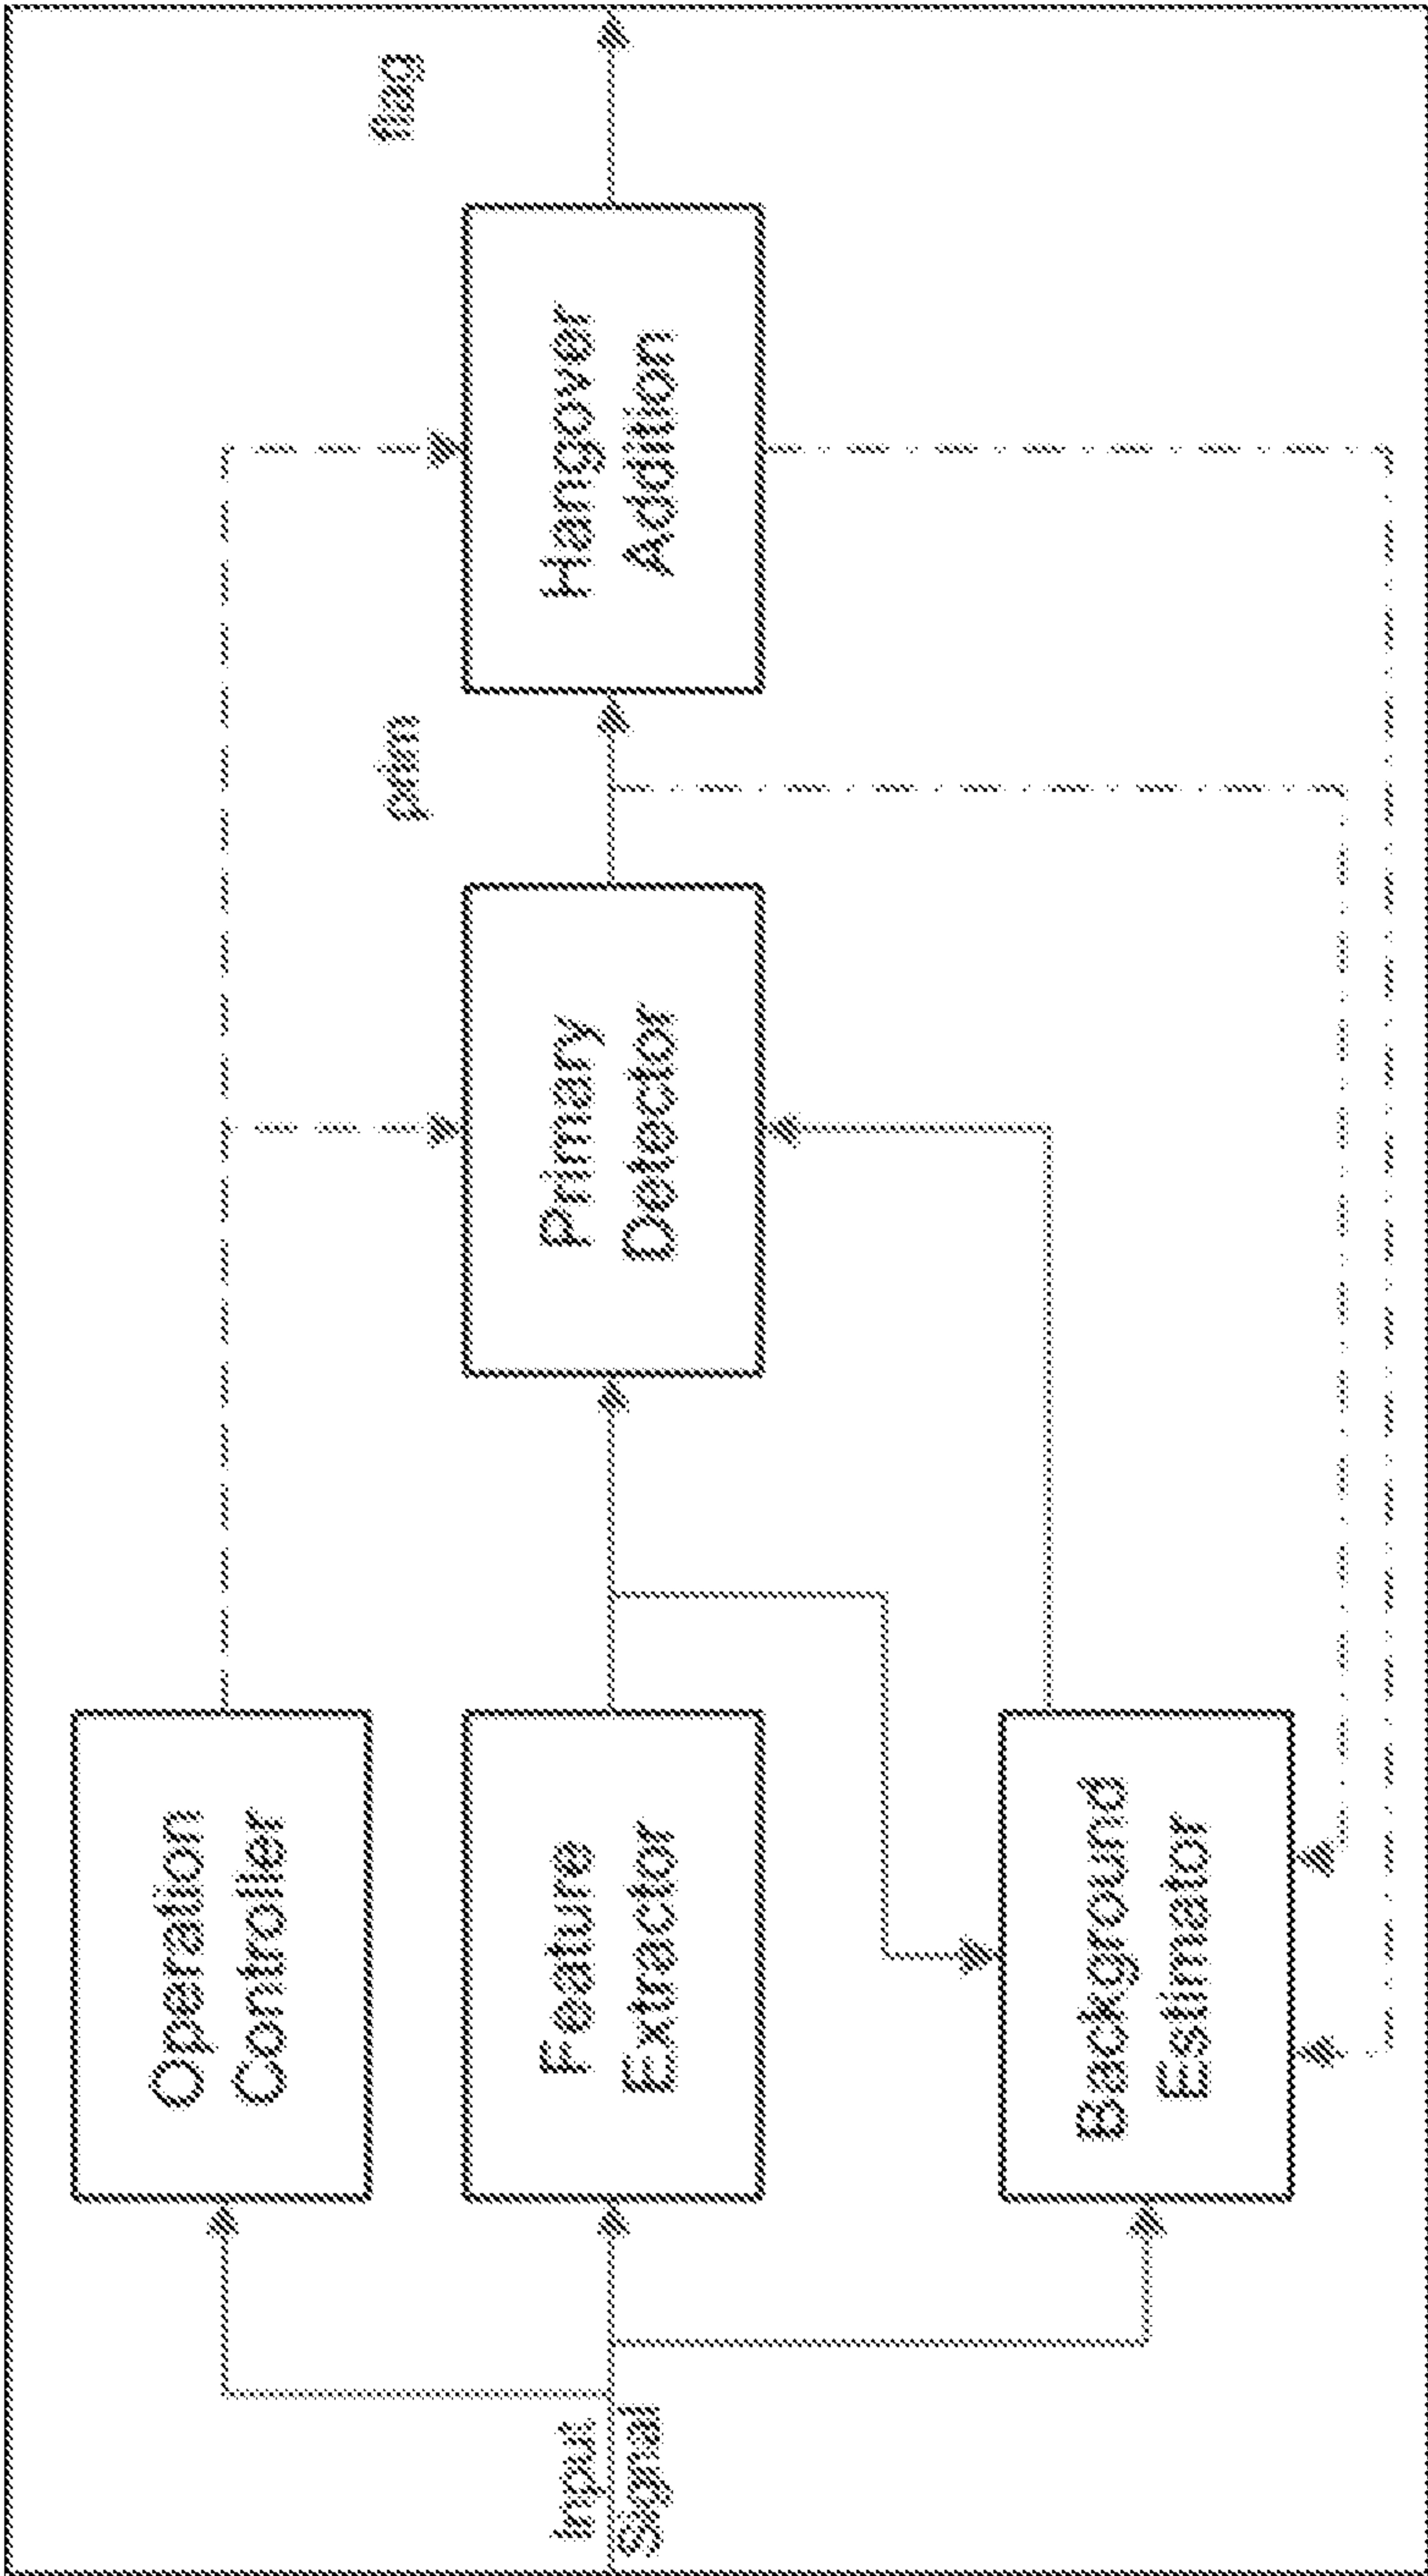 Operation
Controller
Input
Signal
Feature
Extractor
Primary
Detector
prim
Hangover
Addition
flag
Background
Estimator